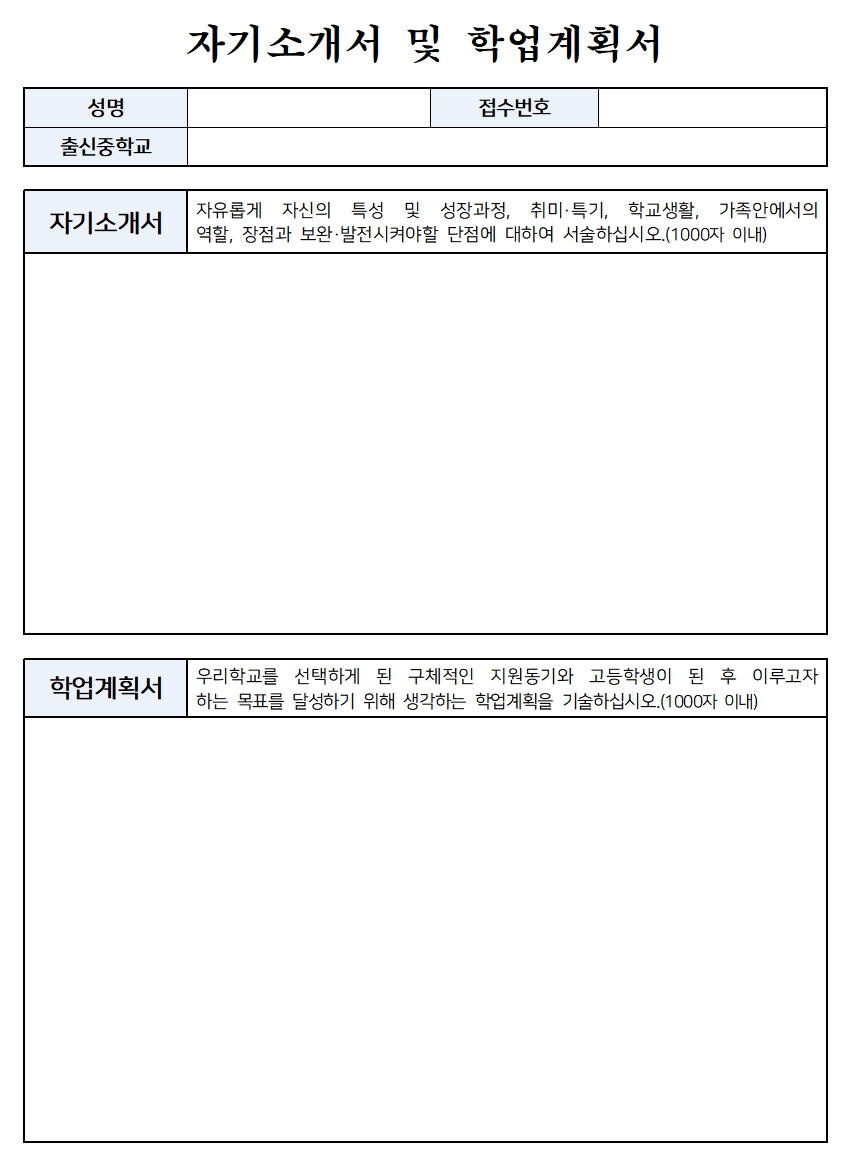 자기소개서 및 학업계획서
성명 접수번호
출신중학교
자기소개서
자유롭게 자신의 특성 및 성장과정, 취미·특기, 학교생활, 가족안에서의
역할, 장점과 보완·발전시켜야할 단점에 대하여 서술하십시오.(1000자 이내)
학업계획서
우리학교를 선택하게 된 구체적인 지원동기와 고등학생이 된 후 이루고자
하는 목표를 달성하기 위해 생각하는 학업계획을 기술하십시오.(1000자 이내)